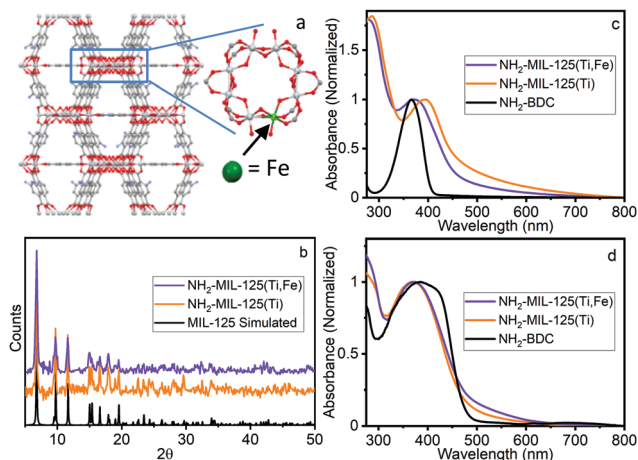 a
= Fe
b
NH₂-MIL-125(Ti,Fe)
NH₂-MIL-125(Ti)
MIL-125 Simulated
Counts
10 20 30 40 50
2θ
c
NH₂-MIL-125(Ti,Fe)
NH₂-MIL-125(Ti)
NH₂-BDC
Absorbance (Normalized)
1.5
1
0.5
0
300 400 500 600 700 800
Wavelength (nm)
d
NH₂-MIL-125(Ti,Fe)
NH₂-MIL-125(Ti)
NH₂-BDC
Absorbance (Normalized)
1
0.5
0
300 400 500 600 700 800
Wavelength (nm)